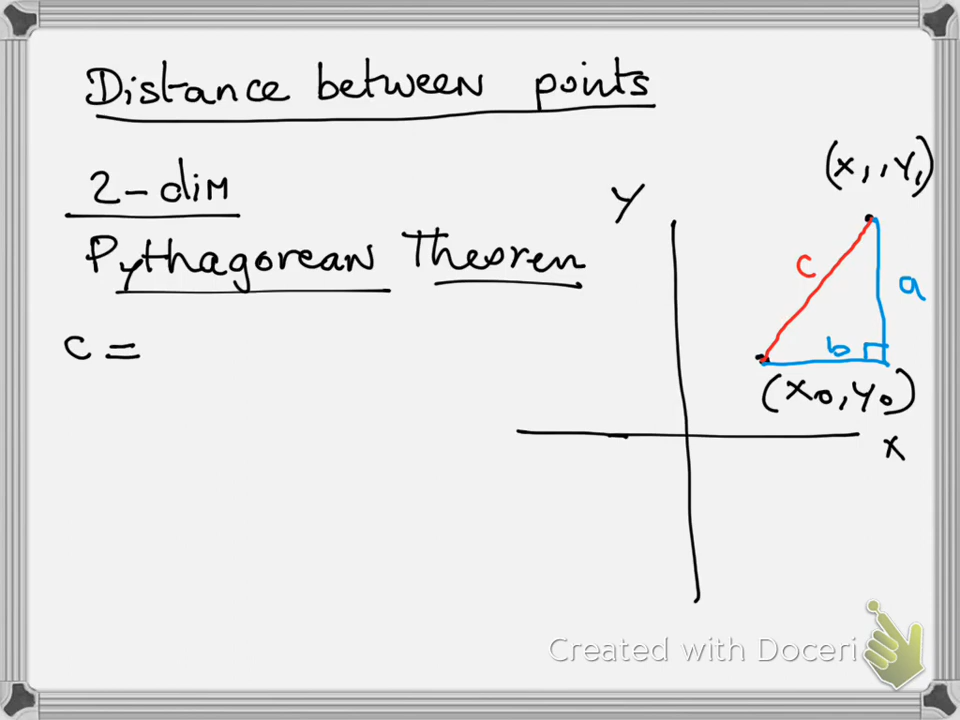 Distance between points
2-dim
Pythagorean Theoren
c =
Y
(x₁, y₁)
c
a
b
(x₀, y₀)
x
Created with Doceri